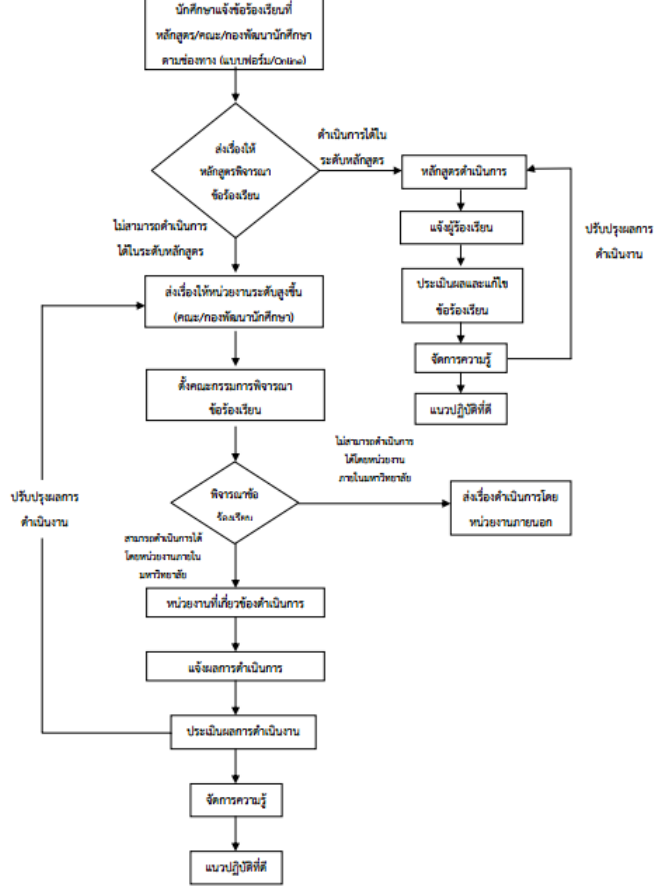 นักศึกษาแจ้งข้อร้องเรียนที่
หลักสูตร/คณะ/กองพัฒนานักศึกษา
ตามช่องทาง (แบบฟอร์ม/Online)
ส่งเรื่องให้
หลักสูตรพิจารณา
ข้อร้องเรียน
ดำเนินการได้ใน
ระดับหลักสูตร
หลักสูตรดำเนินการ
แจ้งผู้ร้องเรียน
ประเมินผลและแก้ไข
ข้อร้องเรียน
จัดการความรู้
แนวปฏิบัติที่ดี
ปรับปรุงผลการ
ดำเนินงาน
ไม่สามารถดำเนินการ
ได้ในระดับหลักสูตร
ส่งเรื่องให้หน่วยงานระดับสูงขึ้น
(คณะ/กองพัฒนานักศึกษา)
ตั้งคณะกรรมการพิจารณา
ข้อร้องเรียน
พิจารณาข้อ
ร้องเรียน
ไม่สามารถดำเนินการ
ได้โดยหน่วยงาน
ภายในมหาวิทยาลัย
ส่งเรื่องดำเนินการโดย
หน่วยงานภายนอก
สามารถดำเนินการได้
โดยหน่วยงานภายใน
มหาวิทยาลัย
หน่วยงานที่เกี่ยวข้องดำเนินการ
แจ้งผลการดำเนินการ
ประเมินผลการดำเนินงาน
จัดการความรู้
แนวปฏิบัติที่ดี
ปรับปรุงผลการ
ดำเนินงาน